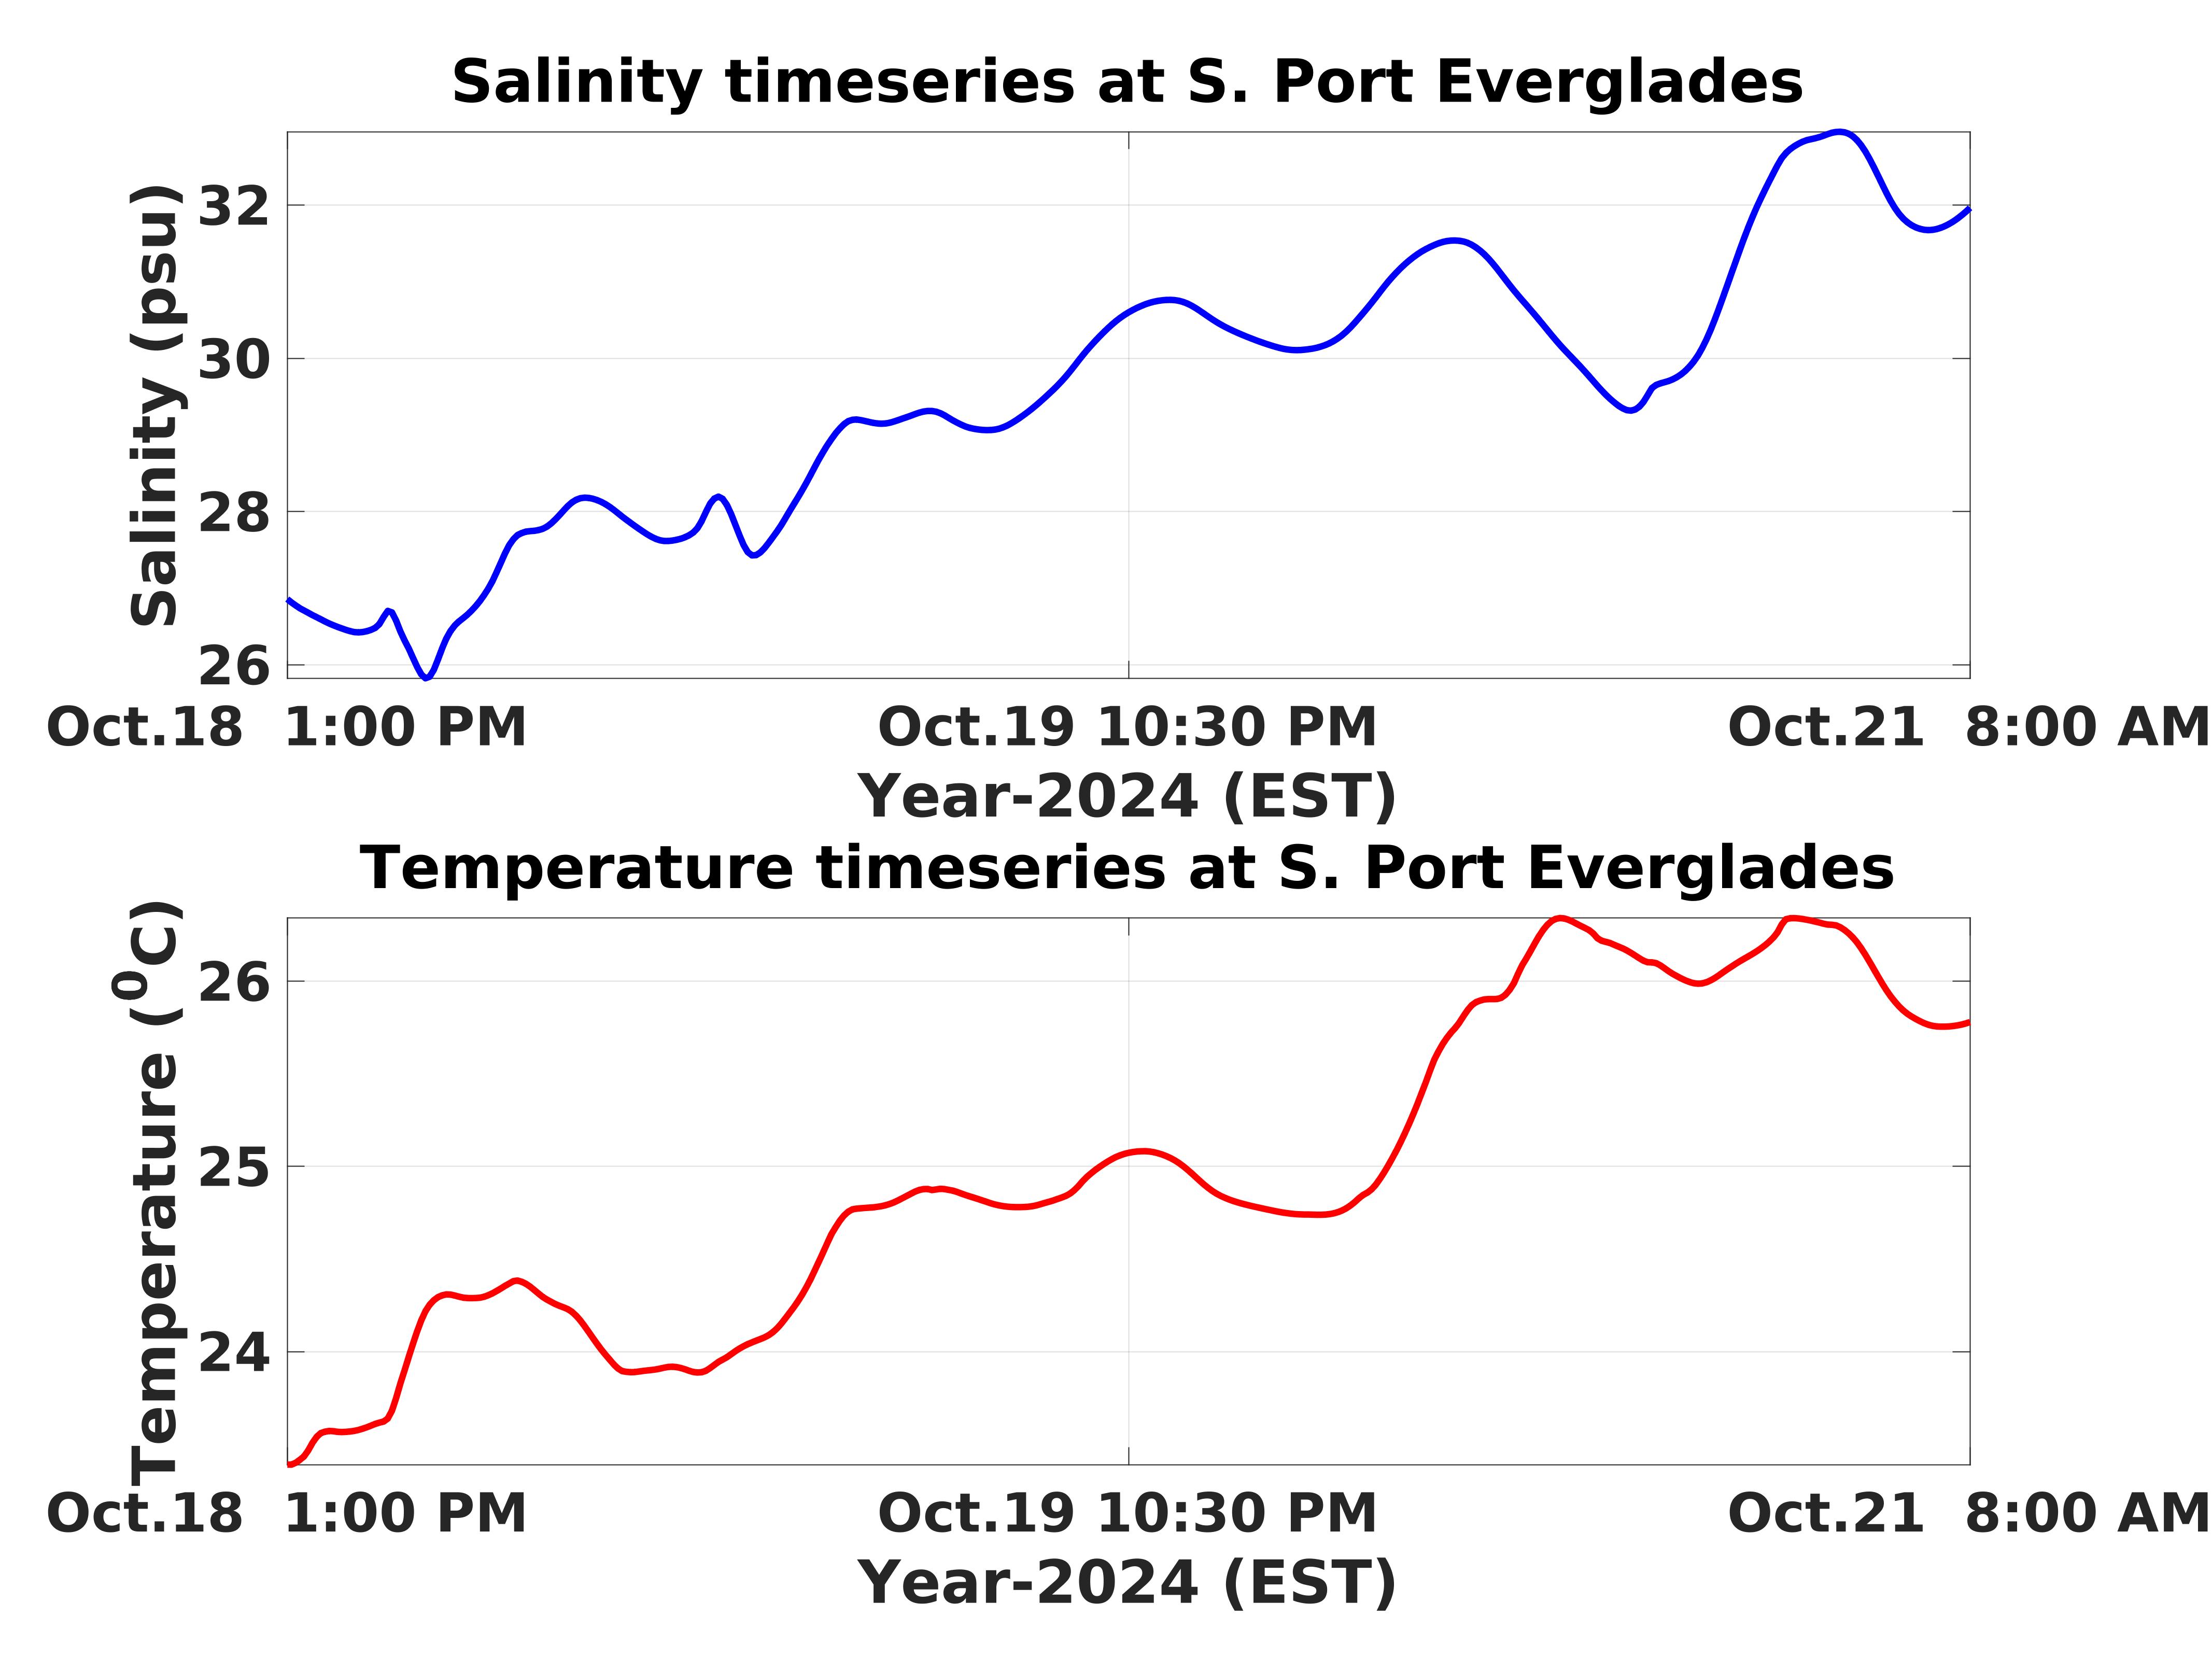 Salinity timeseries at S. Port Everglades
Salinity (psu)
32
30
28
26
Oct.18  1:00 PM
Oct.19 10:30 PM
Oct.21  8:00 AM
Year-2024 (EST)
Temperature timeseries at S. Port Everglades
Temperature (⁰C)
26
25
24
Oct.18  1:00 PM
Oct.19 10:30 PM
Oct.21  8:00 AM
Year-2024 (EST)